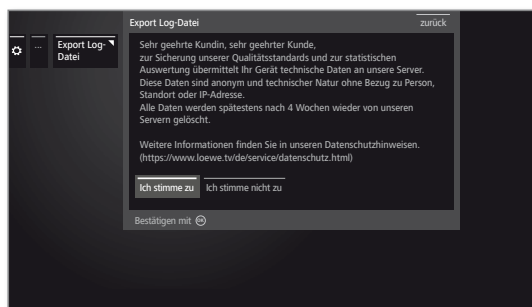 Export Log-Datei
zurück
...
Export Log-
Datei
Sehr geehrte Kundin, sehr geehrter Kunde,
zur Sicherung unserer Qualitätsstandards und zur statistischen
Auswertung übermittelt Ihr Gerät technische Daten an unsere Server.
Diese Daten sind anonym und technischer Natur ohne Bezug zu Person,
Standort oder IP-Adresse.
Alle Daten werden spätestens nach 4 Wochen wieder von unseren
Servern gelöscht.
Weitere Informationen finden Sie in unseren Datenschutzhinweisen.
(https://www.loewe.tv/de/service/datenschutz.html)
Ich stimme zu
Ich stimme nicht zu
Bestätigen mit OK